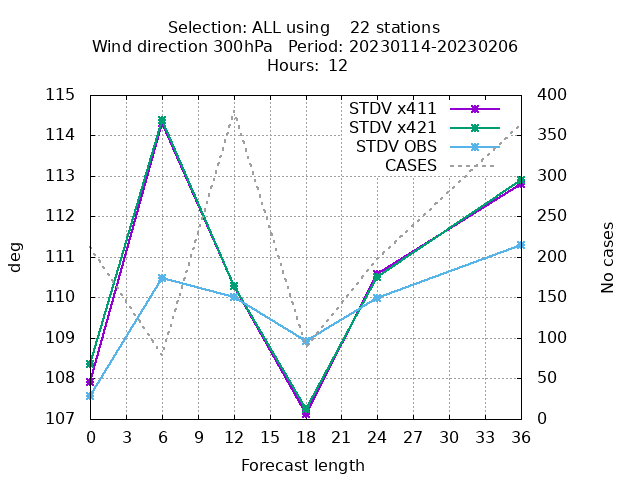 Selection: ALL using    22 stations
Wind direction 300hPa   Period: 20230114-20230206
Hours: 12
STDV x411
STDV x421
STDV OBS
CASES
115
114
113
112
111
110
109
108
107
400
350
300
250
200
150
100
50
0
deg
No cases
0 3 6 9 12 15 18 21 24 27 30 33 36
Forecast length